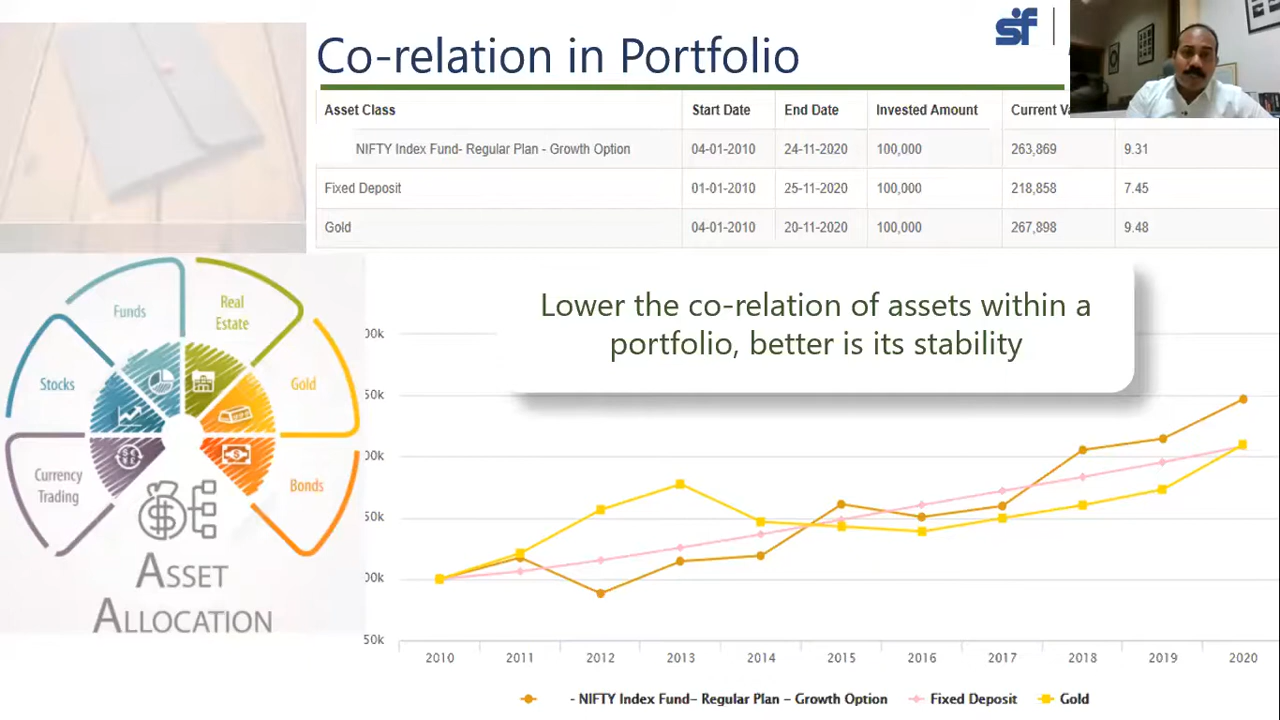 sf
Co-relation in Portfolio
Asset Class Start Date End Date Invested Amount Current
NIFTY Index Fund- Regular Plan - Growth Option 04-01-2010 24-11-2020 100,000 263,869 9.31
Fixed Deposit 01-01-2010 25-11-2020 100,000 218,858 7.45
Gold 04-01-2010 20-11-2020 100,000 267,898 9.48
Lower the co-relation of assets within a
portfolio, better is its stability
Funds
Real
Estate
Stocks
Gold
Currency
Trading
Bonds
ASSET
ALLOCATION
00k
50k
00k
50k
00k
50k
2010 2011 2012 2013 2014 2015 2016 2017 2018 2019 2020
- NIFTY Index Fund– Regular Plan – Growth Option Fixed Deposit Gold